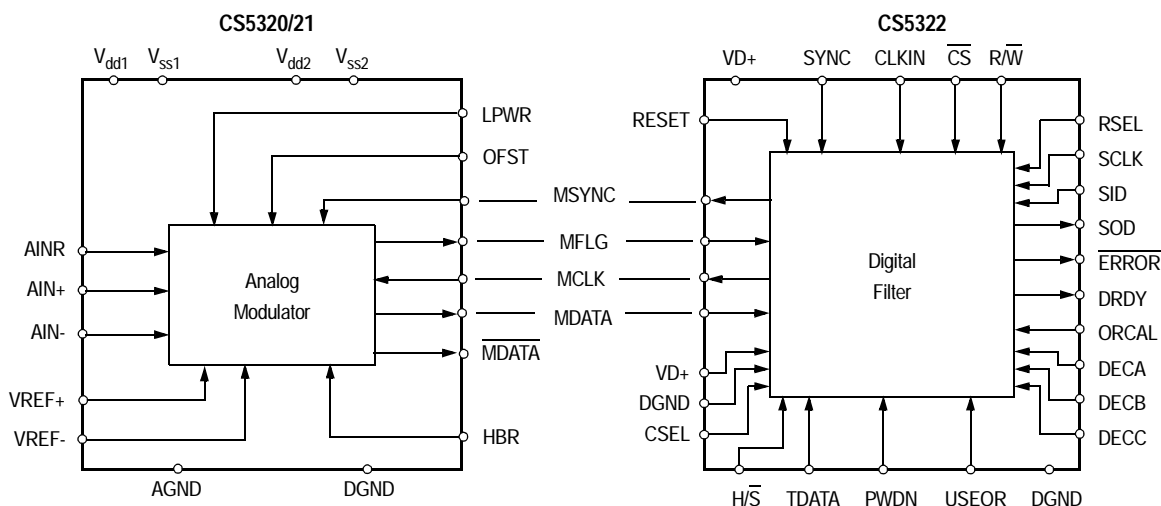 CS5320/21
Vdd1 Vss1 Vdd2 Vss2
LPWR
OFST
AINR
AIN+
AIN-
Analog
Modulator
VREF+
VREF-
MDATA
HBR
AGND DGND
MSYNC
MFLG
MCLK
MDATA
CS5322
VD+ SYNC CLKIN CS R/W
RESET
RSEL
SCLK
SID
SOD
ERROR
DRDY
ORCAL
DECA
DECB
DECC
Digital
Filter
VD+
DGND
CSEL
H/S TDATA PWDN USEOR DGND